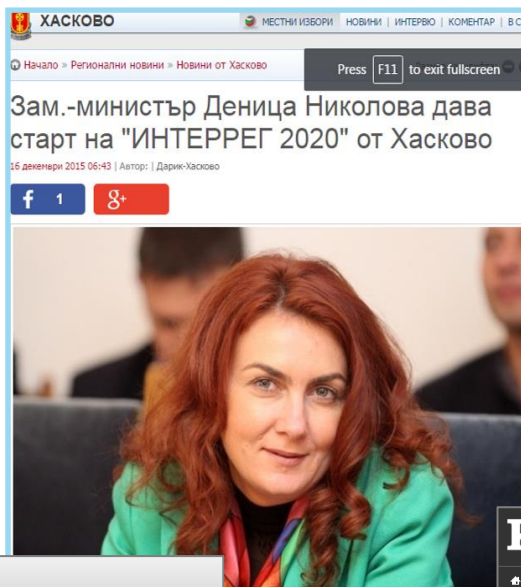 ХАСКОВО
МЕСТНИ ИЗБОРИ | НОВИНИ | ИНТЕРВЮ | КОМЕНТАР |
Начало » Регионални новини » Новини от Хасково
Press F11 to exit fullscreen
Зам.-министър Деница Николова дава
старт на "ИНТЕРРЕГ 2020" от Хасково
16 декември 2015 06:43 | Автор: | Дарик-Хасково
f 1
g+